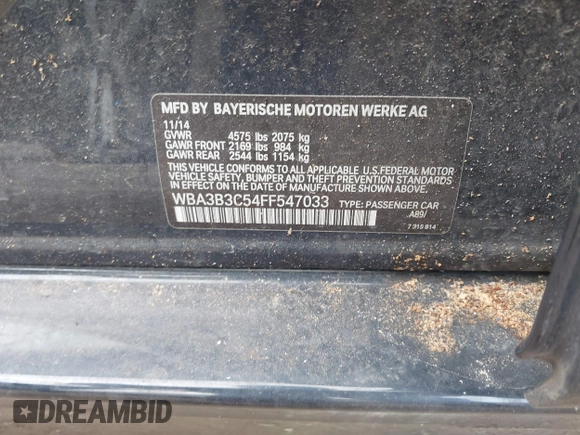 MFD BY BAYERISCHE MOTOREN WERKE AG
11/14
GVWR 4575 lbs 2075 kg
GAWR FRONT 2169 lbs 984 kg
GAWR REAR 2544 lbs 1154 kg
THIS VEHICLE CONFORMS TO ALL APPLICABLE U.S.FEDERAL MOTOR
VEHICLE SAFETY, BUMPER AND THEFT PREVENTION STANDARDS
IN EFFECT ON THE DATE OF MANUFACTURE SHOWN ABOVE.
WBA3B3C54FF547033 TYPE: PASSENGER CAR
A89/
7 315 814
DREAMBID